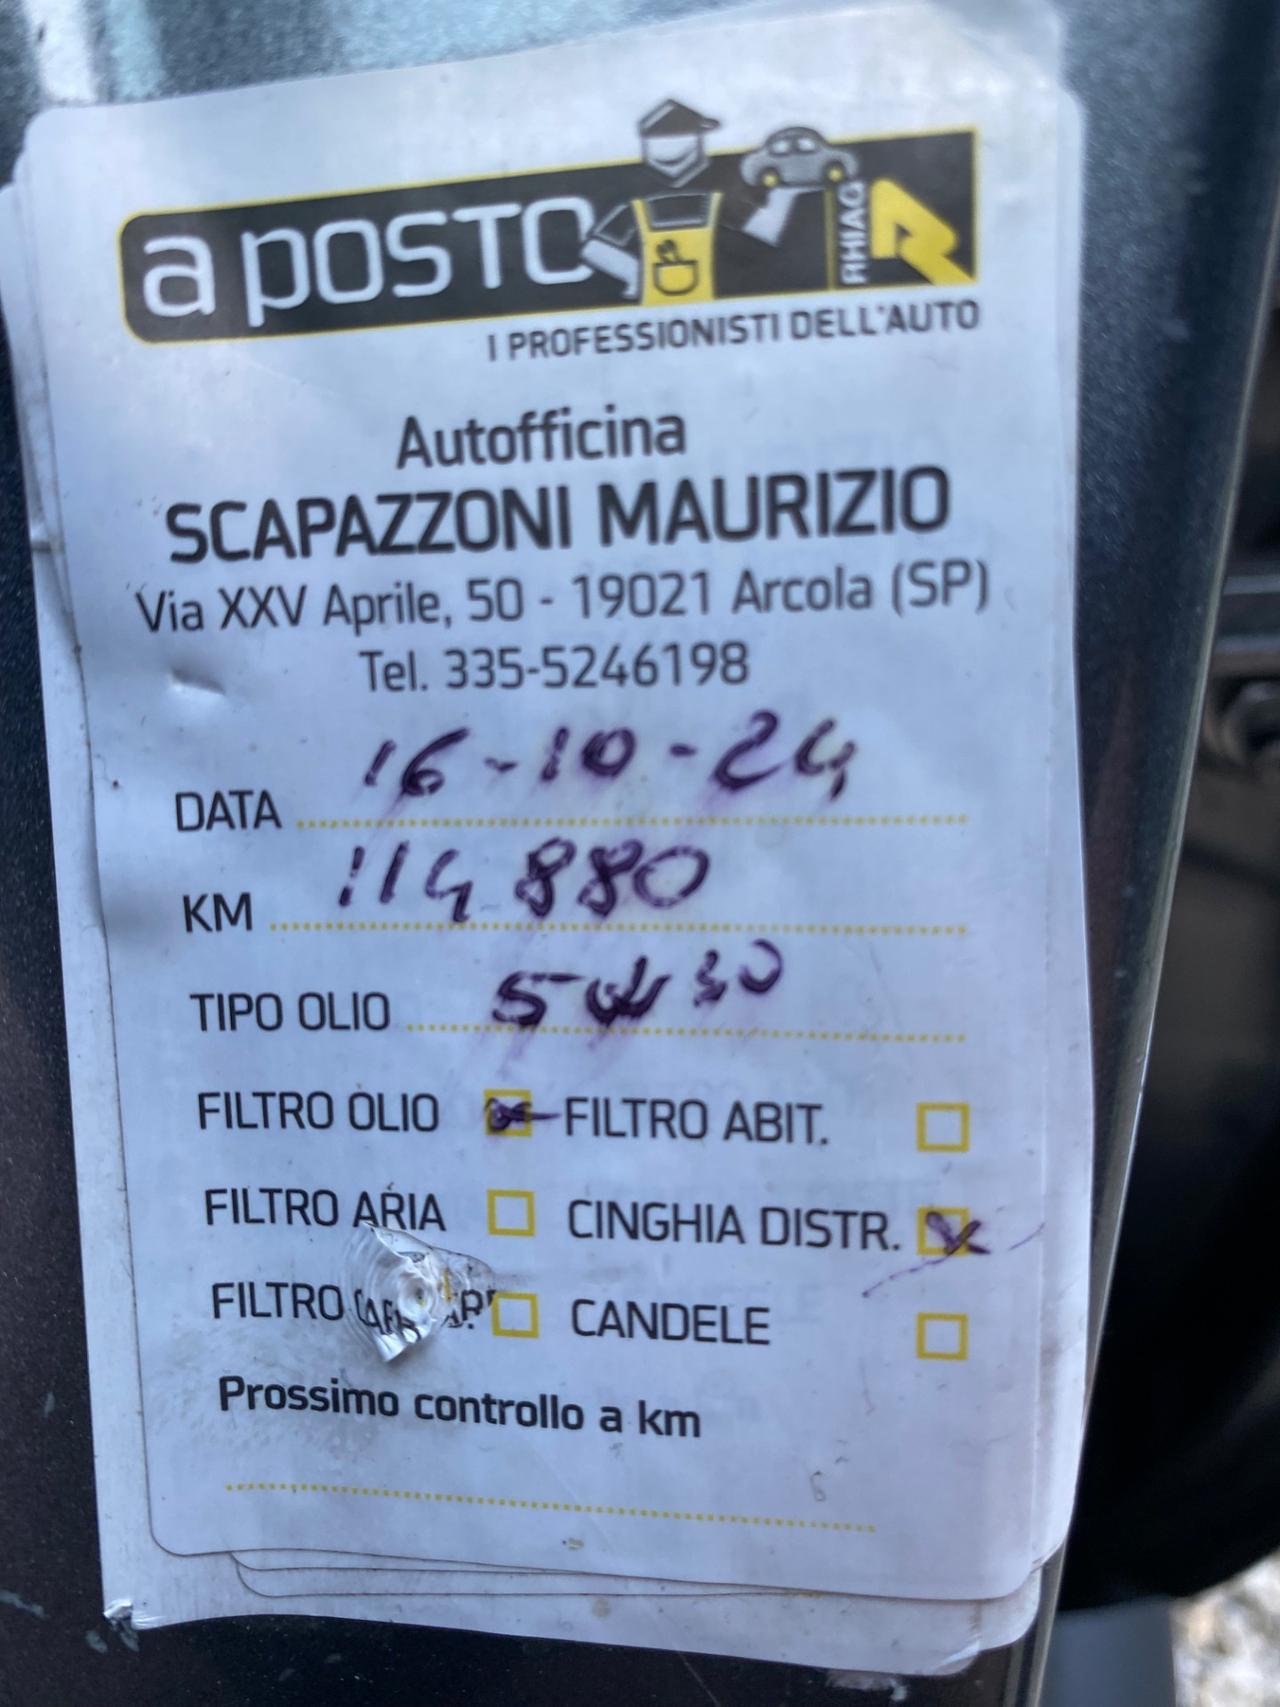 a posto
RHIAG
I PROFESSIONISTI DELL'AUTO
Autofficina
SCAPAZZONI MAURIZIO
Via XXV Aprile, 50 - 19021 Arcola (SP)
Tel. 335-5246198
DATA 16-10-24
KM 114880
TIPO OLIO 5W30
FILTRO OLIO FILTRO ABIT.
FILTRO ARIA CINGHIA DISTR.
FILTRO CANDELE
Prossimo controllo a km